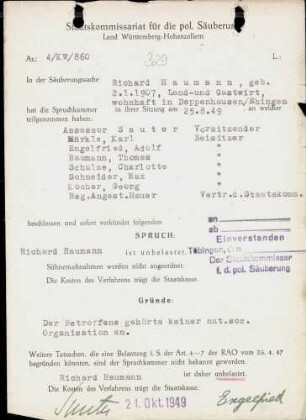 Staatskommissariat für die pol. Säuberung
Land Württemberg-Hohenzollern
Az: 4/KW/860
329
L:
In der Säuberungssache Richard Haumann, geb.
2.1.1907, Land-und Gastwirt,
wohnhaft in Deppenhausen/Ehingen
hat die Spruchkammer in ihrer Sitzung am 25.8.49 an welcher
teilgenommen haben:
Assessor Sauter Vorsitzender
Märkle, Karl Beisitzer
Engelfried, Adolf "
Baumann, Thomas "
Schulze, Charlotte "
Schneider, Max "
Kocher, Georg "
Reg.Angest.Hauer Vertr.d.Staatskomm.
beschlossen und sofort verkündet folgenden
an
ab
SPRUCH:
Einverstanden
Richard Haumann ist unbelastet.
Tübingen, den
Der Staatskommissar
f. d. pol. Säuberung
Sühnemaßnahmen werden nicht angeordnet.
Die Kosten des Verfahrens trägt die Staatskasse.
Gründe:
Der Betroffene gehörte keiner nat.soz.
Organisation an.
Weitere Tatsachen, die eine Belastung i. S. der Art. 4-7 der RAO vom 25. 4. 47
begründen könnten, sind der Spruchkammer nicht bekannt geworden.
Richard Haumann ist daher unbelastet.
Die Kosten des Verfahrens trägt die Staatskasse.
Sauter 21. Okt. 1949 Engelfried